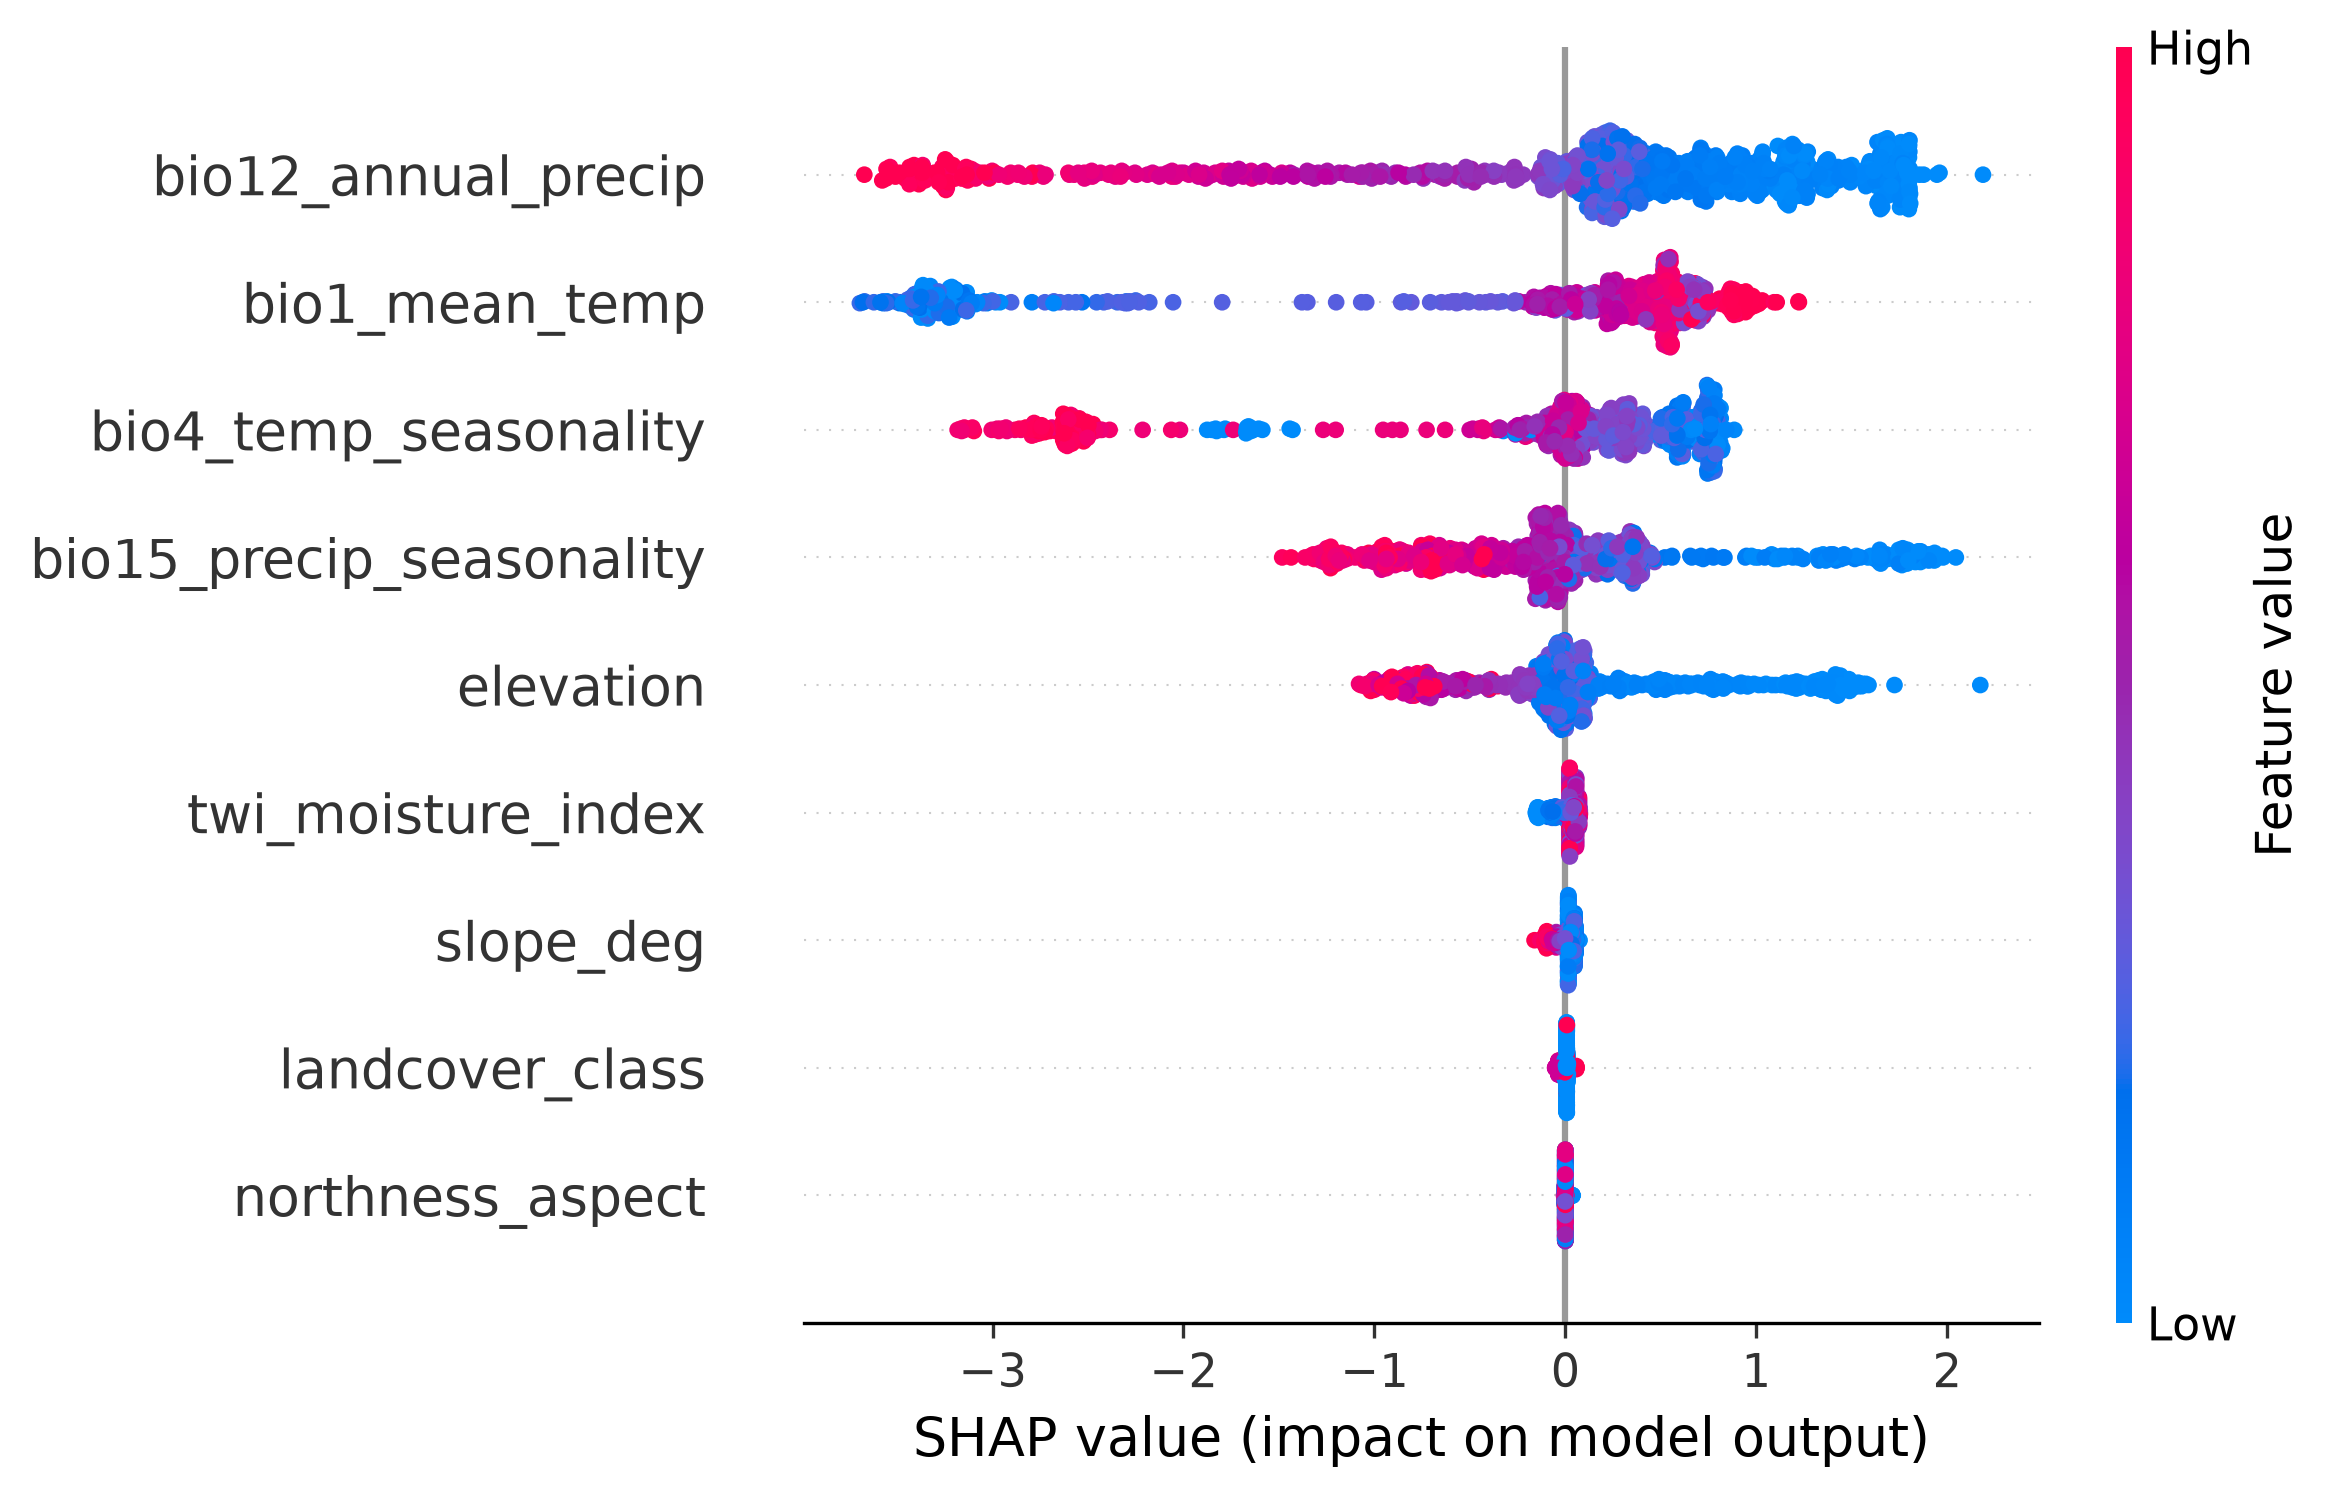 High
bio12_annual_precip
bio1_mean_temp
bio4_temp_seasonality
bio15_precip_seasonality
elevation
twi_moisture_index
slope_deg
landcover_class
northness_aspect
Feature value
Low
−3 −2 −1 0 1 2
SHAP value (impact on model output)